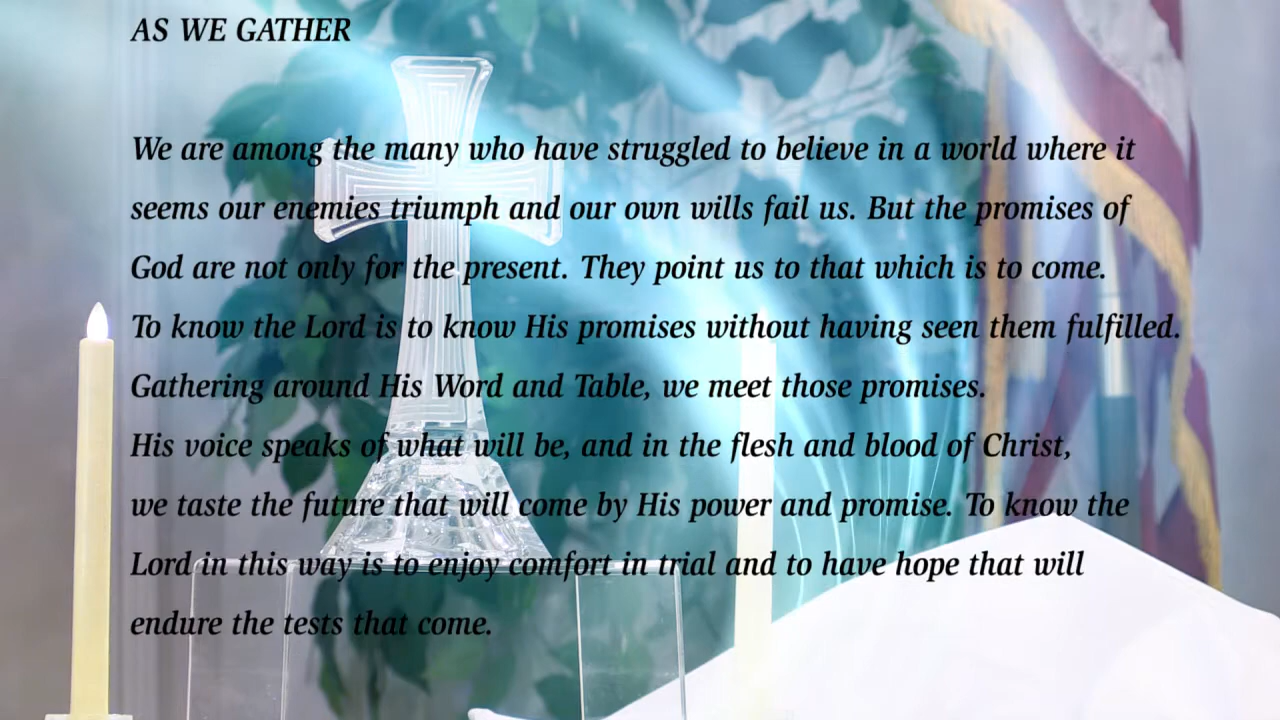 AS WE GATHER
We are among the many who have struggled to believe in a world where it
seems our enemies triumph and our own wills fail us. But the promises of
God are not only for the present. They point us to that which is to come.
To know the Lord is to know His promises without having seen them fulfilled.
Gathering around His Word and Table, we meet those promises.
His voice speaks of what will be, and in the flesh and blood of Christ,
we taste the future that will come by His power and promise. To know the
Lord in this way is to enjoy comfort in trial and to have hope that will
endure the tests that come.